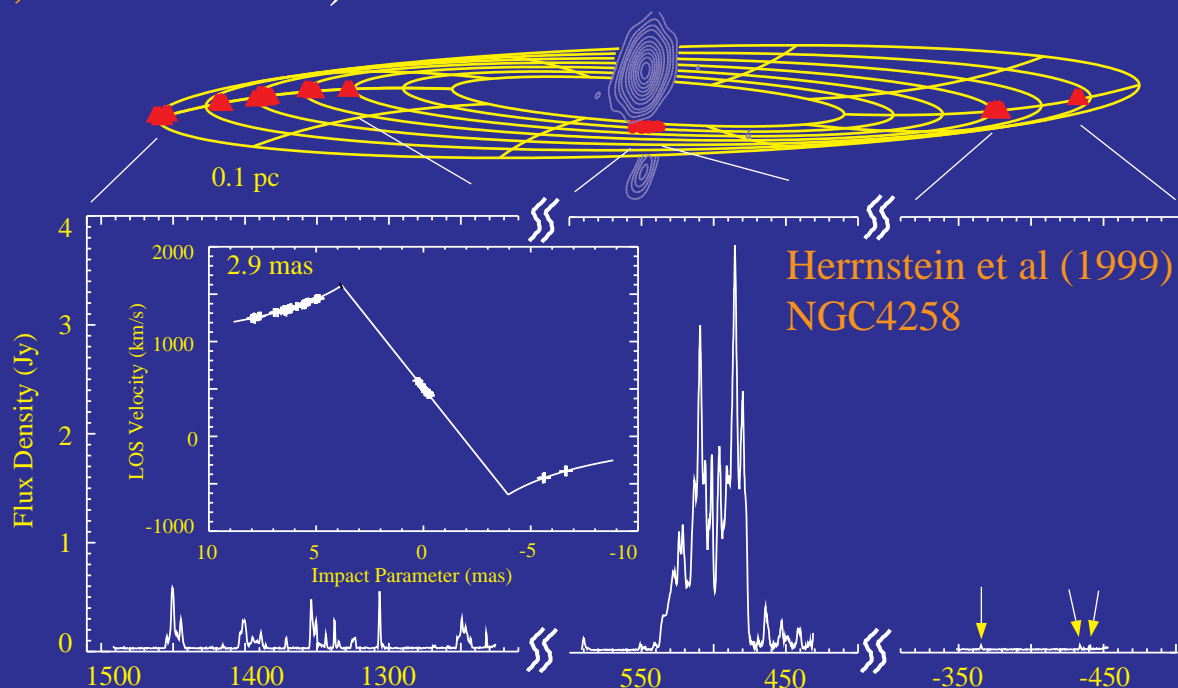 0.1 pc
Herrnstein et al (1999)
NGC4258
Flux Density (Jy)
4
3
2
1
0
2.9 mas
LOS Velocity (km/s)
2000
1000
0
-1000
10 5 0 -5 -10
Impact Parameter (mas)
1500 1400 1300 550 450 -350 -450